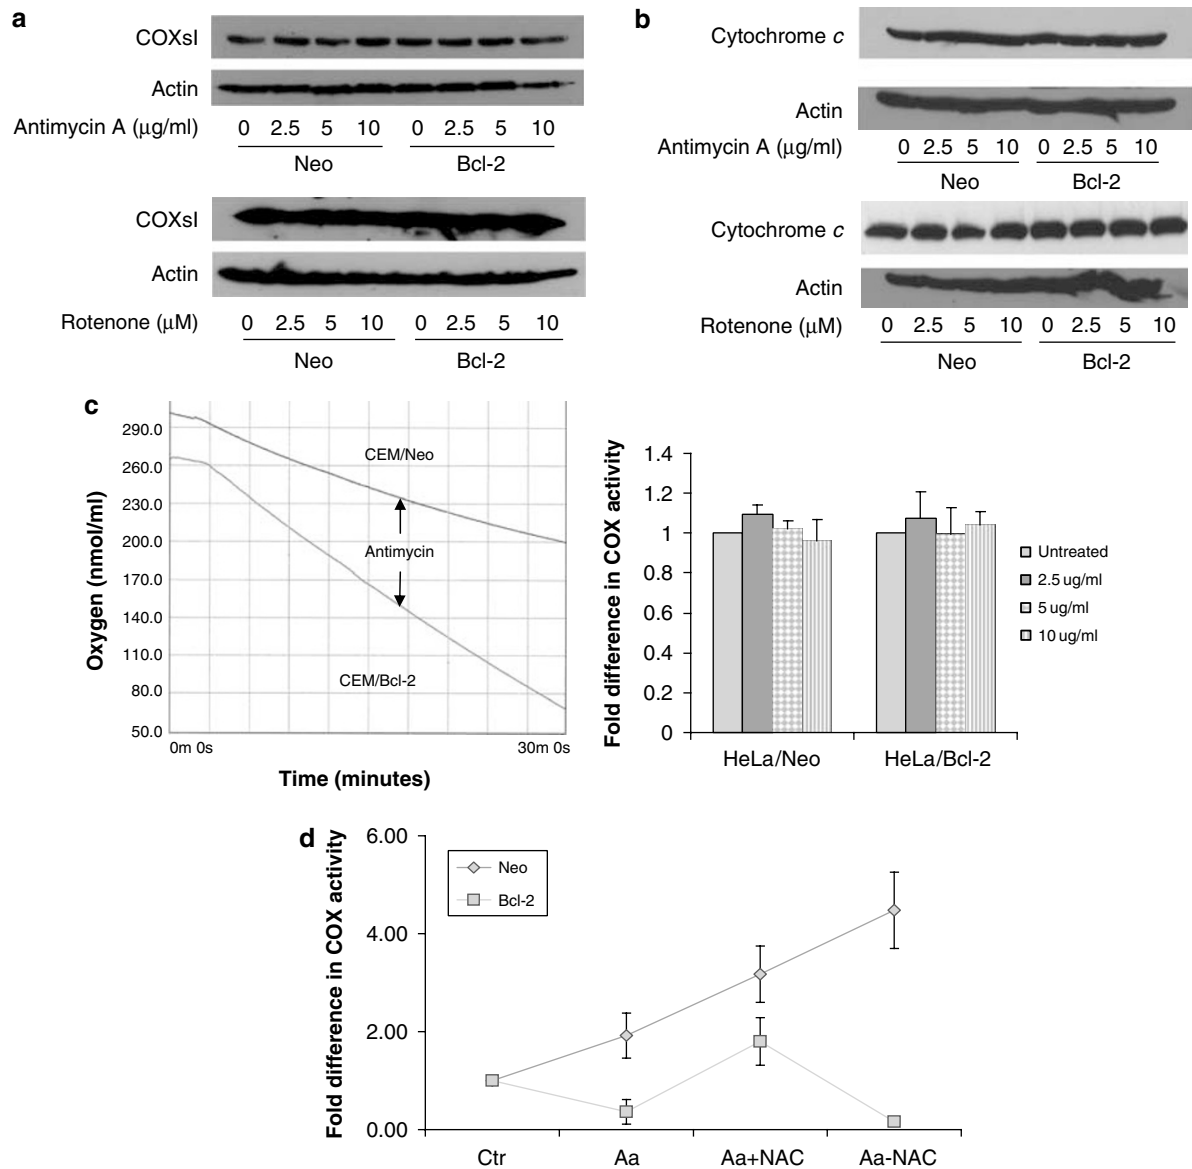 a
COXsI
Actin
Antimycin A (μg/ml) 0 2.5 5 10 0 2.5 5 10
Neo Bcl-2
COXsI
Actin
Rotenone (μM) 0 2.5 5 10 0 2.5 5 10
Neo Bcl-2
b
Cytochrome c
Actin
Antimycin A (μg/ml) 0 2.5 5 10 0 2.5 5 10
Neo Bcl-2
Cytochrome c
Actin
Rotenone (μM) 0 2.5 5 10 0 2.5 5 10
Neo Bcl-2
c
Oxygen (nmol/ml)
290.0
260.0
230.0
200.0
170.0
140.0
110.0
80.0
50.0
CEM/Neo
Antimycin
CEM/Bcl-2
0m 0s 30m 0s
Time (minutes)
Fold difference in COX activity
1.4
1.2
1
0.8
0.6
0.4
0.2
0
HeLa/Neo HeLa/Bcl-2
Untreated
2.5 ug/ml
5 ug/ml
10 ug/ml
d
Fold difference in COX activity
6.00
4.00
2.00
0.00
Neo
Bcl-2
Ctr Aa Aa+NAC Aa-NAC